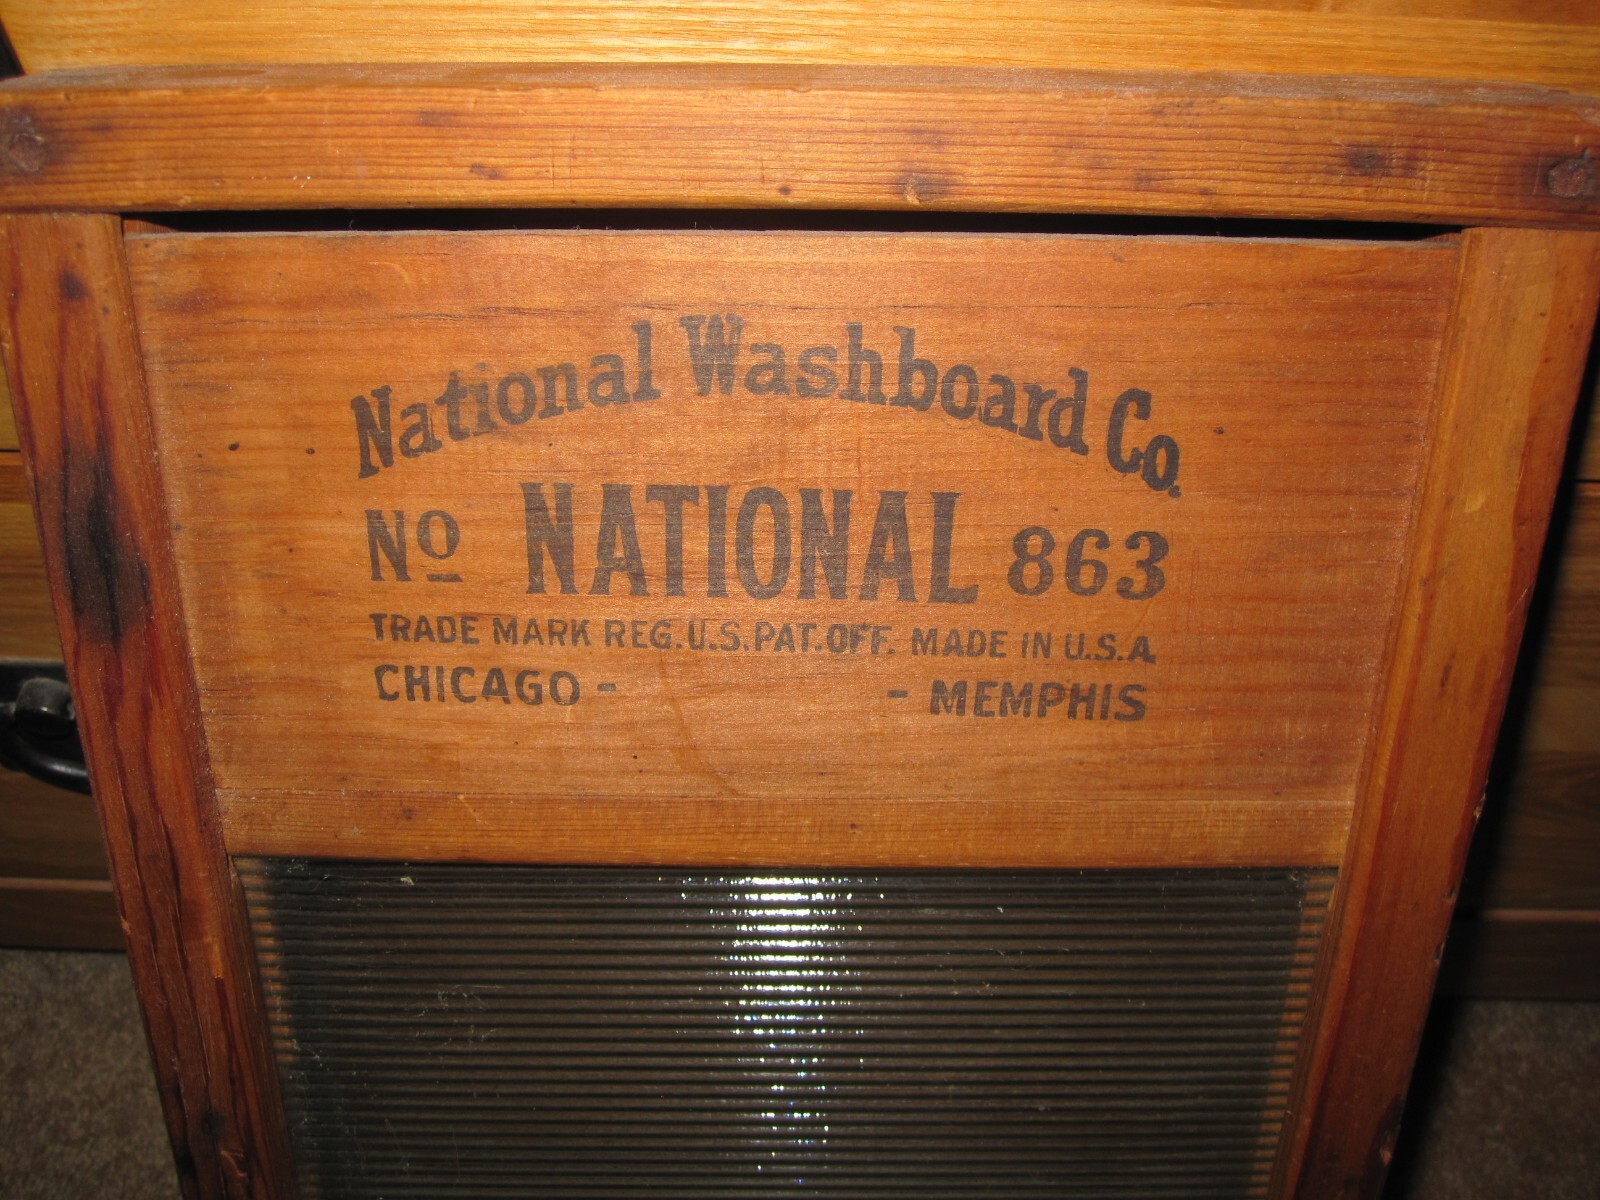 National Washboard Co.
No NATIONAL 863
TRADE MARK REG.U.S.PAT.OFF. MADE IN U.S.A.
CHICAGO - - MEMPHIS